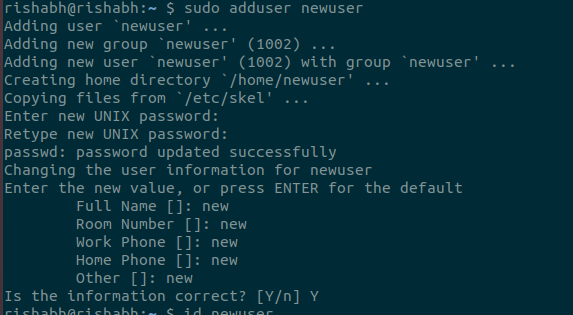 rishabh@rishabh:~ $ sudo adduser newuser
Adding user `newuser' ...
Adding new group `newuser' (1002) ...
Adding new user `newuser' (1002) with group `newuser' ...
Creating home directory `/home/newuser' ...
Copying files from `/etc/skel' ...
Enter new UNIX password:
Retype new UNIX password:
passwd: password updated successfully
Changing the user information for newuser
Enter the new value, or press ENTER for the default
Full Name []: new
Room Number []: new
Work Phone []: new
Home Phone []: new
Other []: new
Is the information correct? [Y/n] Y
rishabh@rishabh:~ $ id newuser